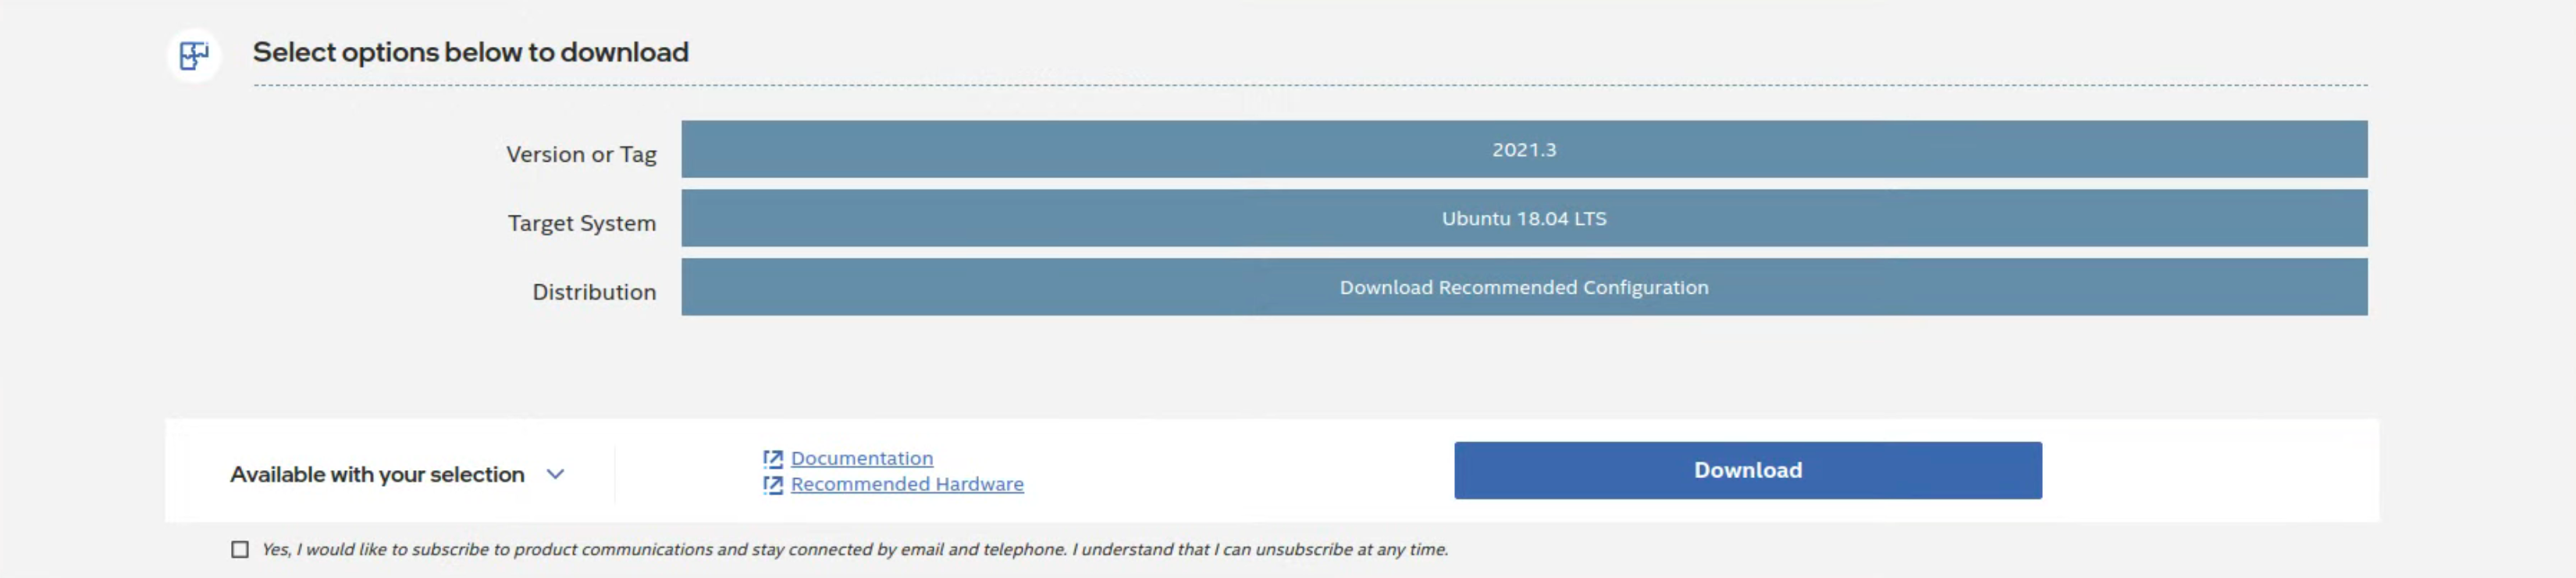 Select options below to download
Version or Tag
2021.3
Target System
Ubuntu 18.04 LTS
Distribution
Download Recommended Configuration
Available with your selection
Documentation
Recommended Hardware
Download
Yes, I would like to subscribe to product communications and stay connected by email and telephone. I understand that I can unsubscribe at any time.